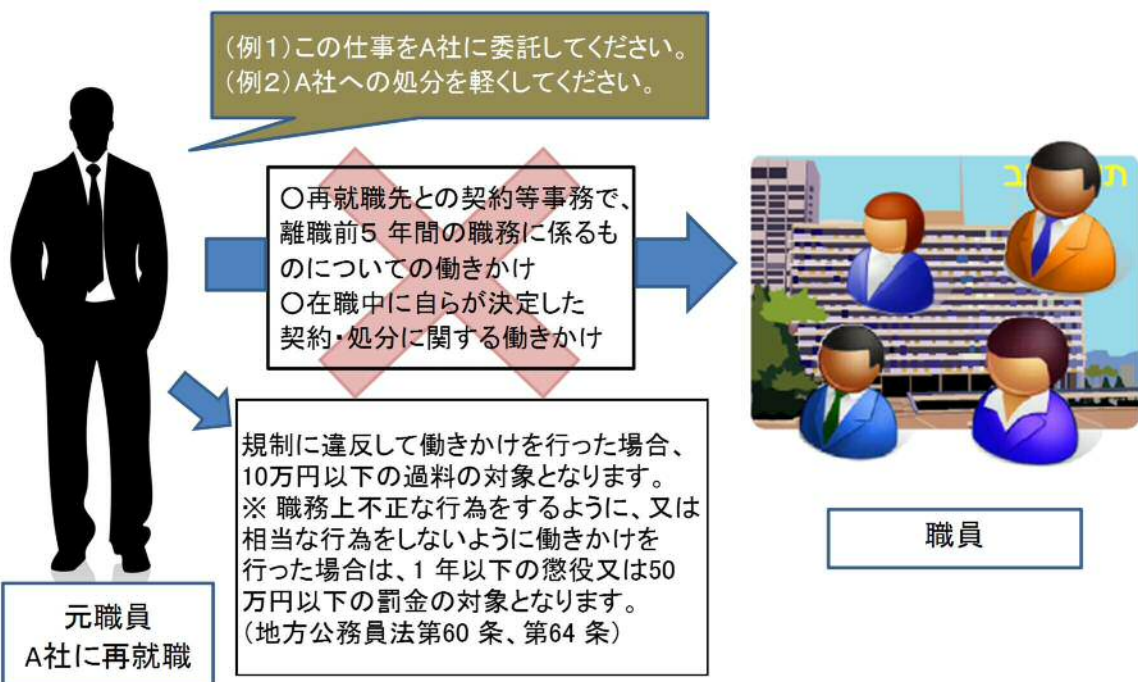 (例1)この仕事をA社に委託してください。
(例2)A社への処分を軽くしてください。
○再就職先との契約等事務で、
離職前5 年間の職務に係るも
のについての働きかけ
○在職中に自らが決定した
契約・処分に関する働きかけ
規制に違反して働きかけを行った場合、
10万円以下の過料の対象となります。
※ 職務上不正な行為をするように、又は
相当な行為をしないように働きかけを
行った場合は、1 年以下の懲役又は50
万円以下の罰金の対象となります。
(地方公務員法第60 条、第64 条)
元職員
A社に再就職
職員